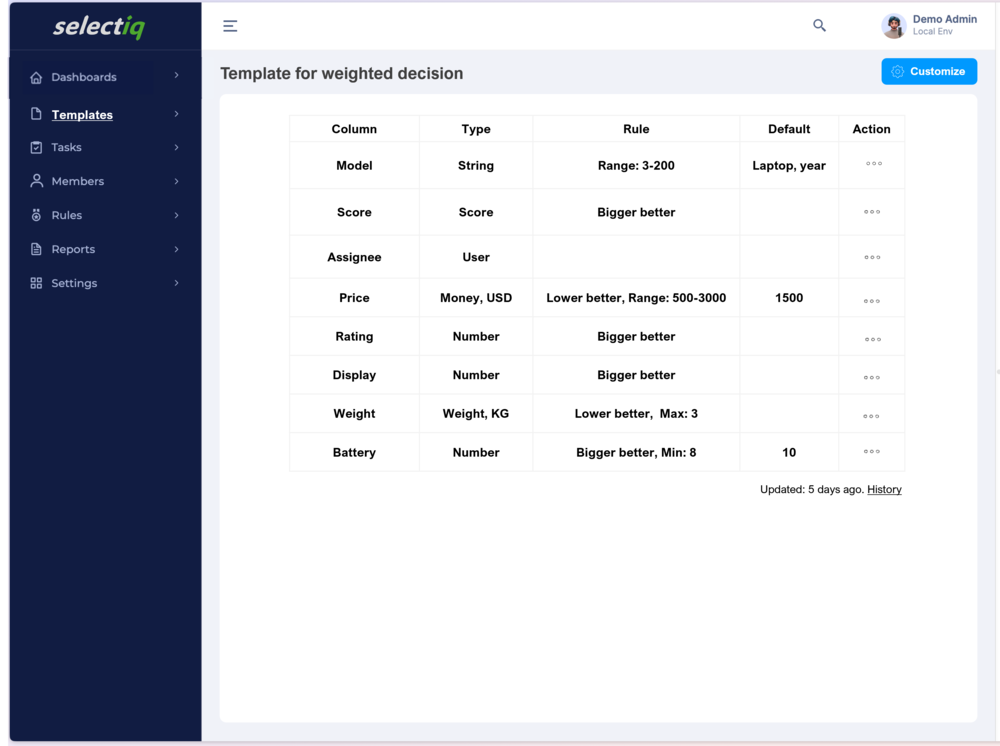 selectiq
Demo Admin
Local Env
Dashboards
Templates
Tasks
Members
Rules
Reports
Settings
Template for weighted decision
Customize
Column Type Rule Default Action
Model String Range: 3-200 Laptop, year
Score Score Bigger better
Assignee User
Price Money, USD Lower better, Range: 500-3000 1500
Rating Number Bigger better
Display Number Bigger better
Weight Weight, KG Lower better, Max: 3
Battery Number Bigger better, Min: 8 10
Updated: 5 days ago. History